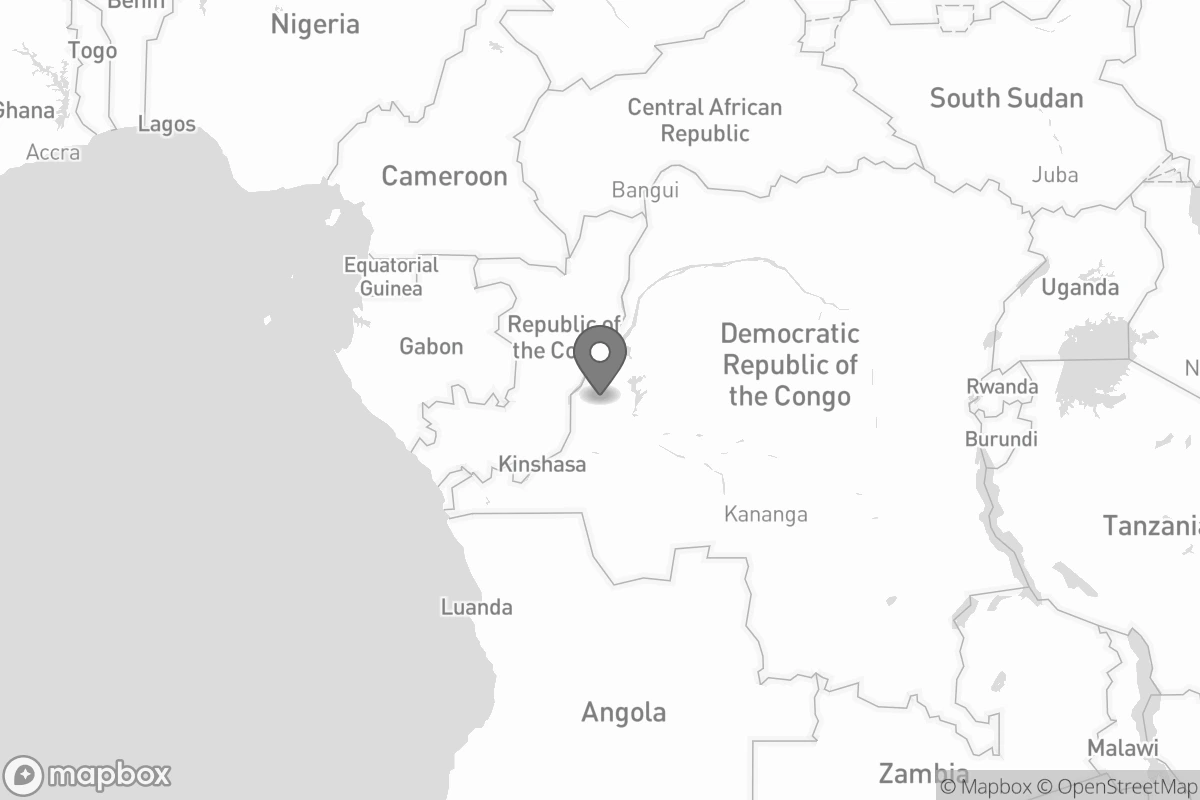 Benin
Nigeria
Togo
Ghana
Lagos
Accra
Central African
Republic
South Sudan
Cameroon
Bangui
Juba
Equatorial
Guinea
Uganda
Republic of
the Co
Gabon
Democratic
Republic of
the Congo
Rwanda
N
Burundi
Kinshasa
Kananga
Tanzania
Luanda
Angola
Malawi
Zambia
mapbox
© Mapbox © OpenStreetMap